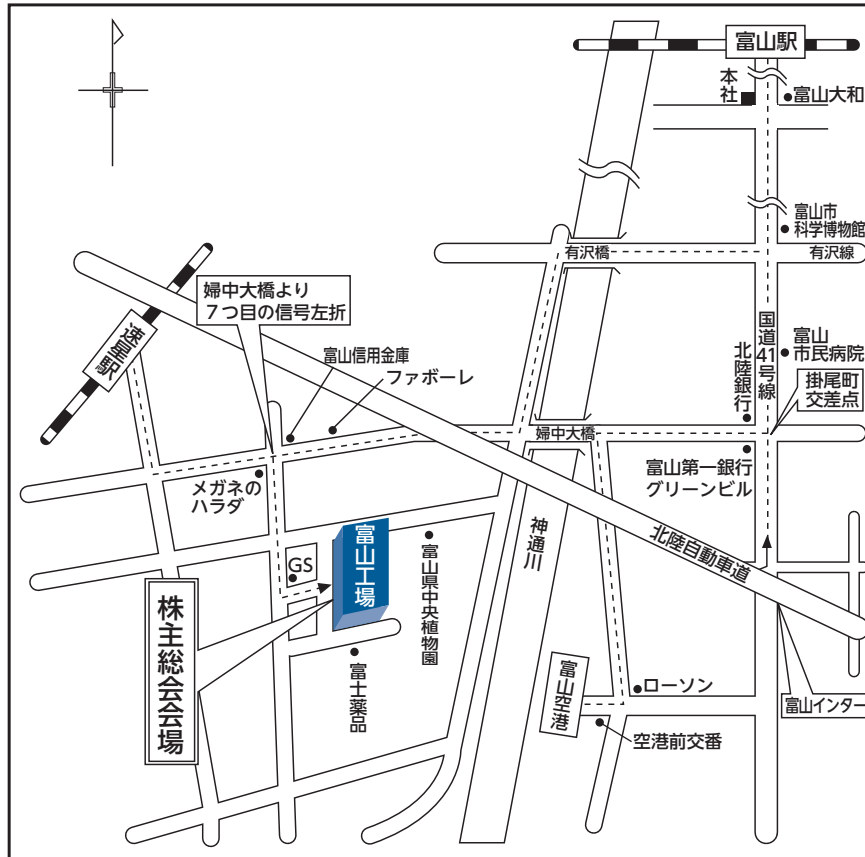 富山駅
本社
富山大和
富山市
科学博物館
有沢橋
有沢線
婦中大橋より
7つ目の信号左折
速星駅
富山信用金庫
ファボーレ
国道41号線
富山
市民病院
北陸銀行
掛尾町
交差点
婦中大橋
メガネの
ハラダ
富山第一銀行
グリーンビル
神通川
北陸自動車道
富山工場
GS
富山県中央植物園
株主総会会場
富士薬品
富山空港
ローソン
富山インター
空港前交番